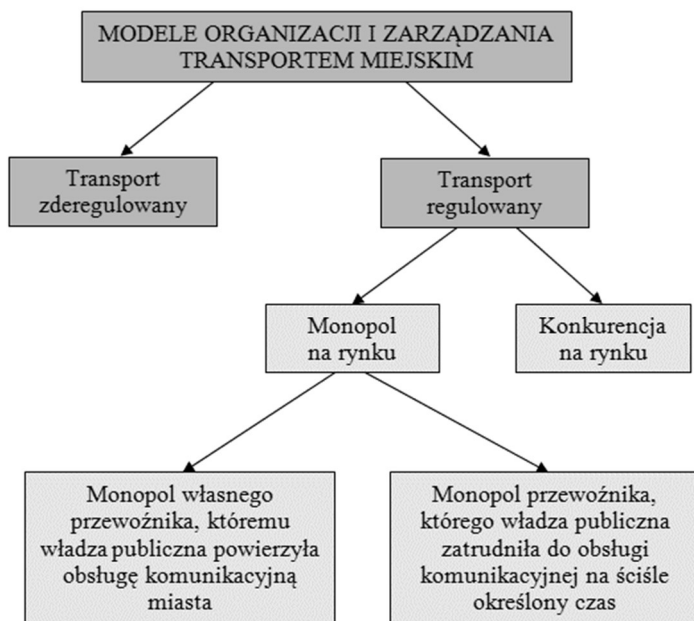 MODELE ORGANIZACJI I ZARZĄDZANIA
TRANSPORTEM MIEJSKIM
Transport
zderegulowany
Transport
regulowany
Monopol
na rynku
Konkurencja
na rynku
Monopol własnego
przewoźnika, któremu
władza publiczna powierzyła
obsługę komunikacyjną
miasta
Monopol przewoźnika,
którego władza publiczna
zatrudniła do obsługi
komunikacyjnej na ściśle
określony czas